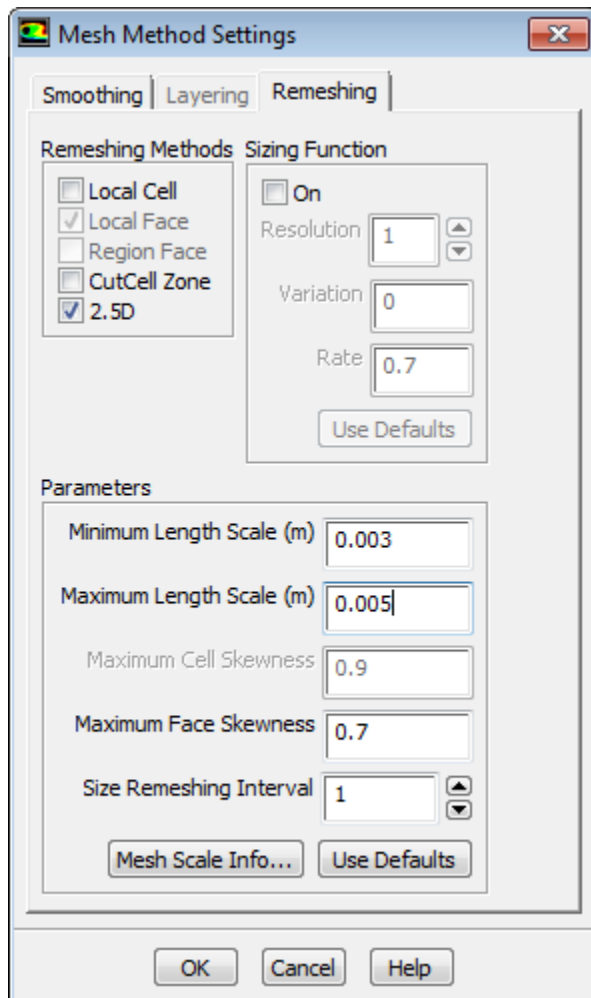 Mesh Method Settings
Smoothing Layering Remeshing
Remeshing Methods
Local Cell
Local Face
Region Face
CutCell Zone
2.5D
Sizing Function
On
Resolution 1
Variation 0
Rate 0.7
Use Defaults
Parameters
Minimum Length Scale (m) 0.003
Maximum Length Scale (m) 0.005
Maximum Cell Skewness 0.9
Maximum Face Skewness 0.7
Size Remeshing Interval 1
Mesh Scale Info... Use Defaults
OK Cancel Help